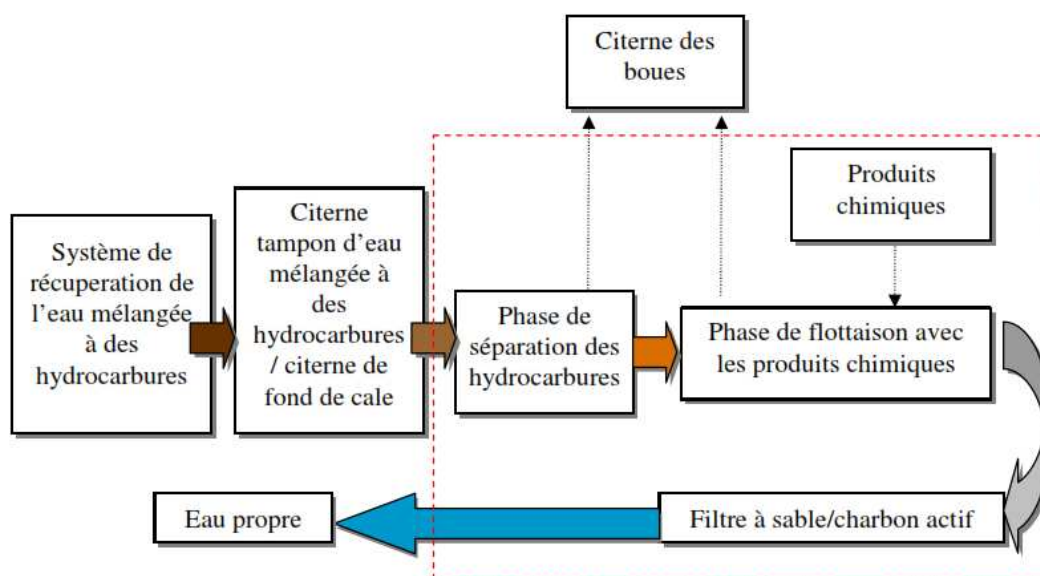 Citerne des
boues
Produits
chimiques
Système de
récuperation de
l'eau mélangée
à des
hydrocarbures
Citerne
tampon d'eau
mélangée à
des
hydrocarbures
/ citerne de
fond de cale
Phase de
séparation des
hydrocarbures
Phase de flottaison avec
les produits chimiques
Eau propre
Filtre à sable/charbon actif